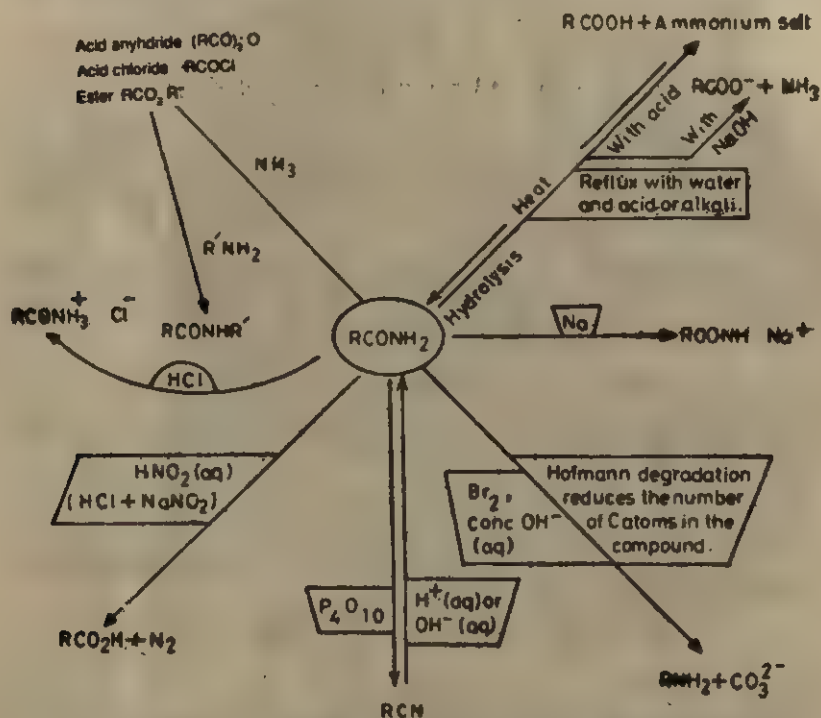 RCOOH + Ammonium salt
Acid anyhdride (RCO)2O
Acid chloride RCOCl
Ester RCO2R'
RCOO⁻ + NH3
With acid
With
NaOH
NH3
Heat
Reflux with water
and acid or alkali.
R'NH2
Hydrolysis
RCONH3⁺ Cl⁻
RCONHR'
RCONH2
Na
RCONH Na⁺
HCl
HNO2(aq)
(HCl + NaNO2)
Br2,
conc OH⁻
(aq)
Hofmann degradation
reduces the number
of C atoms in the
compound.
P4O10
H⁺(aq) or
OH⁻(aq)
RCO2H + N2
RNH2 + CO3²⁻
RCN